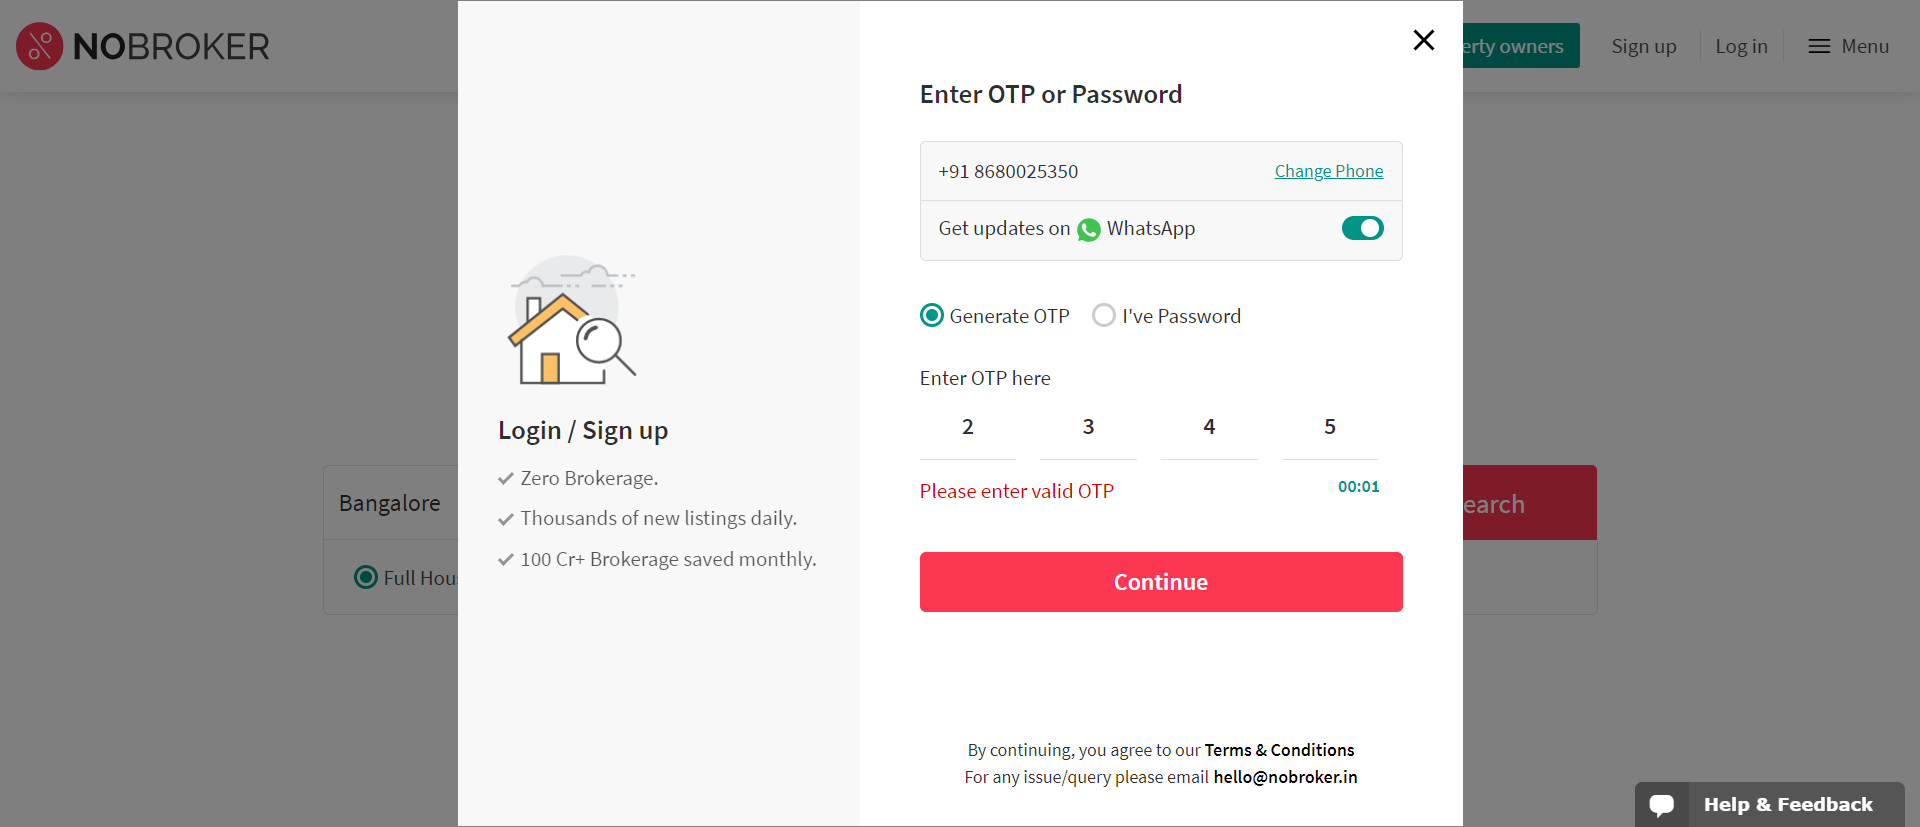 NOBROKER
erty owners
Sign up
Log in
Menu
Enter OTP or Password
+91 8680025350
Change Phone
Get updates on WhatsApp
Generate OTP
I've Password
Enter OTP here
2 3 4 5
Please enter valid OTP
00:01
Continue
By continuing, you agree to our Terms & Conditions
For any issue/query please email hello@nobroker.in
Login / Sign up
Zero Brokerage.
Thousands of new listings daily.
100 Cr+ Brokerage saved monthly.
Bangalore
earch
Full Hou
Help & Feedback